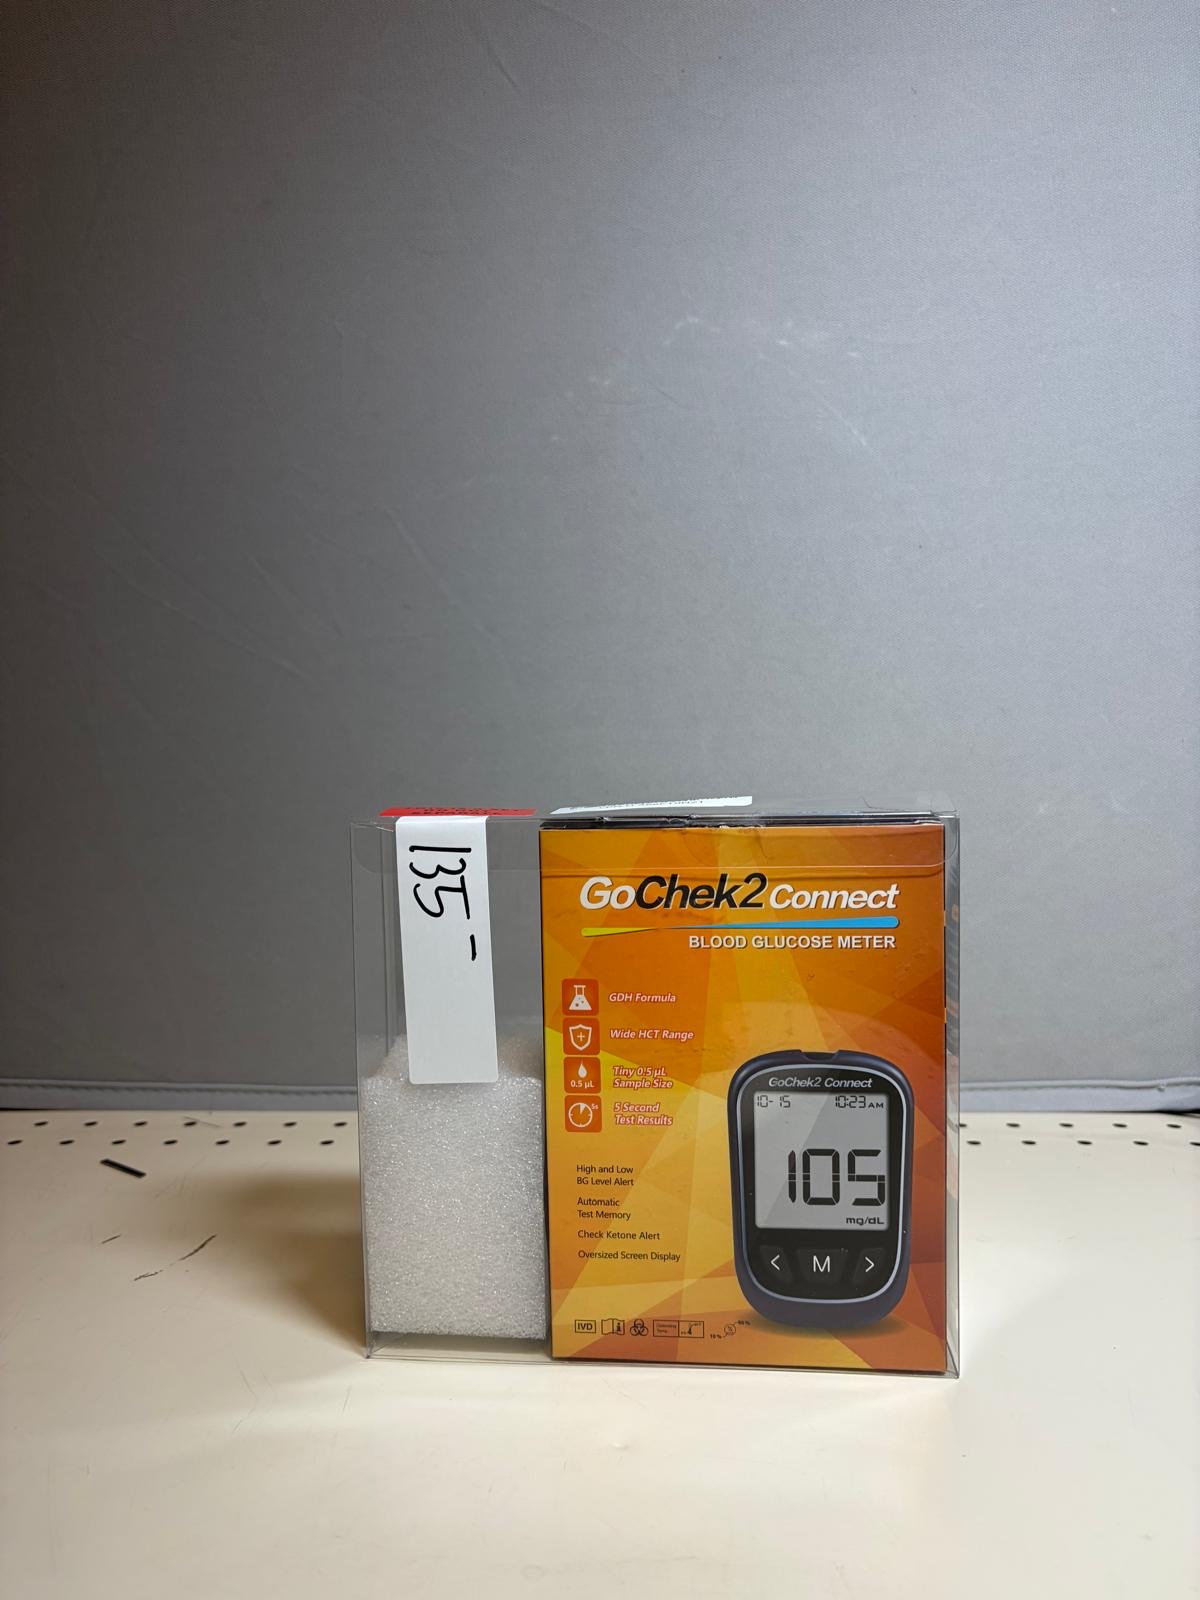 135-
GoChek2 Connect
BLOOD GLUCOSE METER
GDH Formula
Wide HCT Range
0.5 µL
Tiny 0.5 µL
Sample Size
5s
5 Second
Test Results
High and Low
BG Level Alert
Automatic
Test Memory
Check Ketone Alert
Oversized Screen Display
GoChek2 Connect
10-15 10:23 AM
105
mg/dL
< M >
IVD
10%